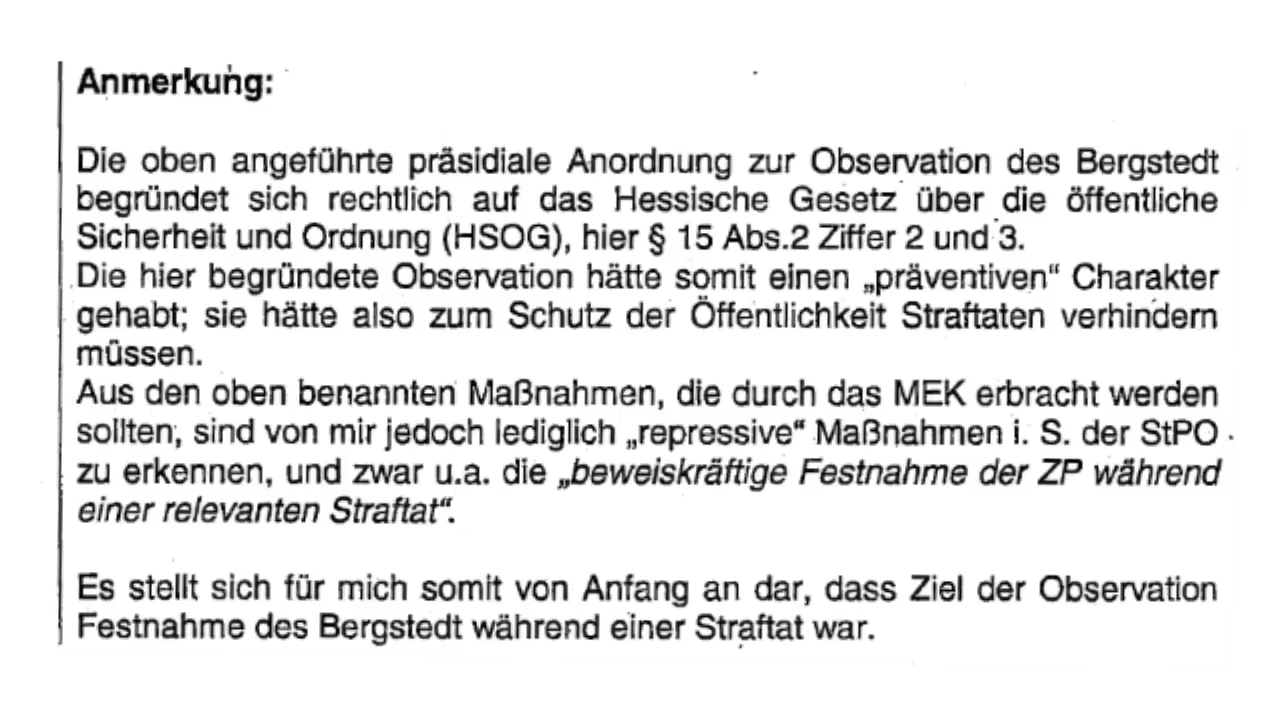 Anmerkung:
Die oben angeführte präsidiale Anordnung zur Observation des Bergstedt
begründet sich rechtlich auf das Hessische Gesetz über die öffentliche
Sicherheit und Ordnung (HSOG), hier § 15 Abs.2 Ziffer 2 und 3.
Die hier begründete Observation hätte somit einen „präventiven“ Charakter
gehabt; sie hätte also zum Schutz der Öffentlichkeit Straftaten verhindern
müssen.
Aus den oben benannten Maßnahmen, die durch das MEK erbracht werden
sollten, sind von mir jedoch lediglich „repressive“ Maßnahmen i. S. der StPO
zu erkennen, und zwar u.a. die „beweiskräftige Festnahme der ZP während
einer relevanten Straftat“.
Es stellt sich für mich somit von Anfang an dar, dass Ziel der Observation
Festnahme des Bergstedt während einer Straftat war.